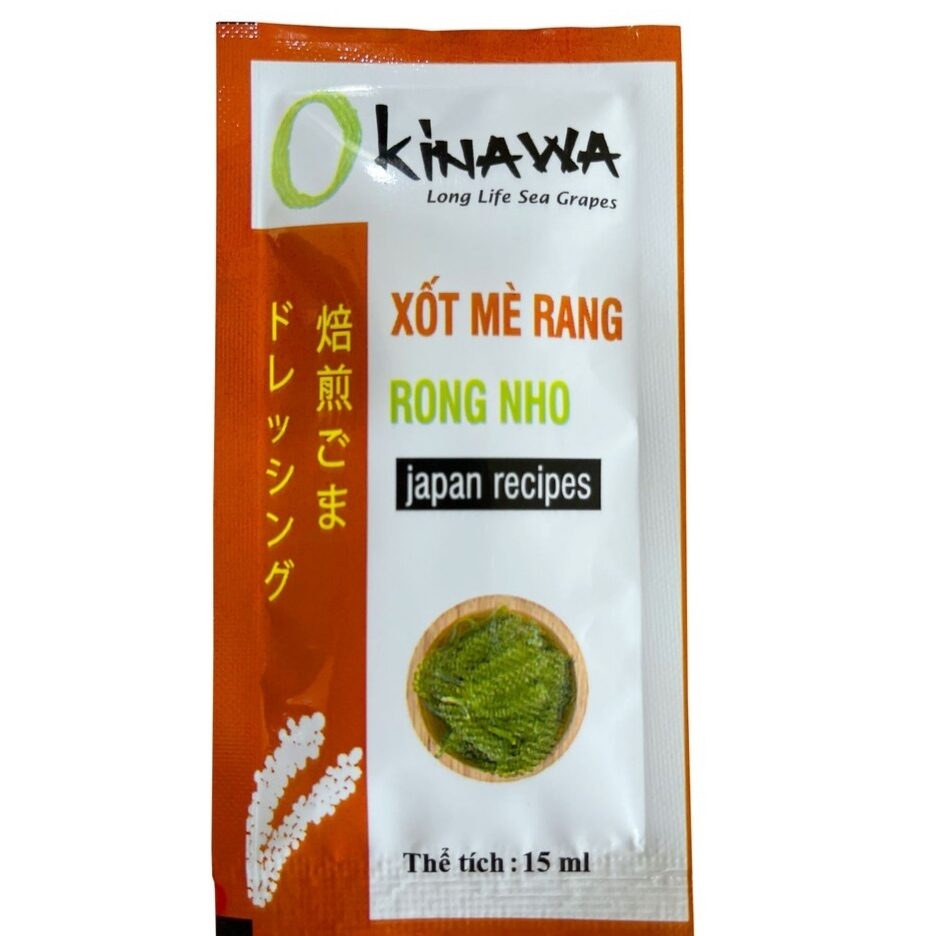 Okinawa
Long Life Sea Grapes
XỐT MÈ RANG
RONG NHO
japan recipes
焙煎ごま
ドレッシング
Thể tích : 15 ml